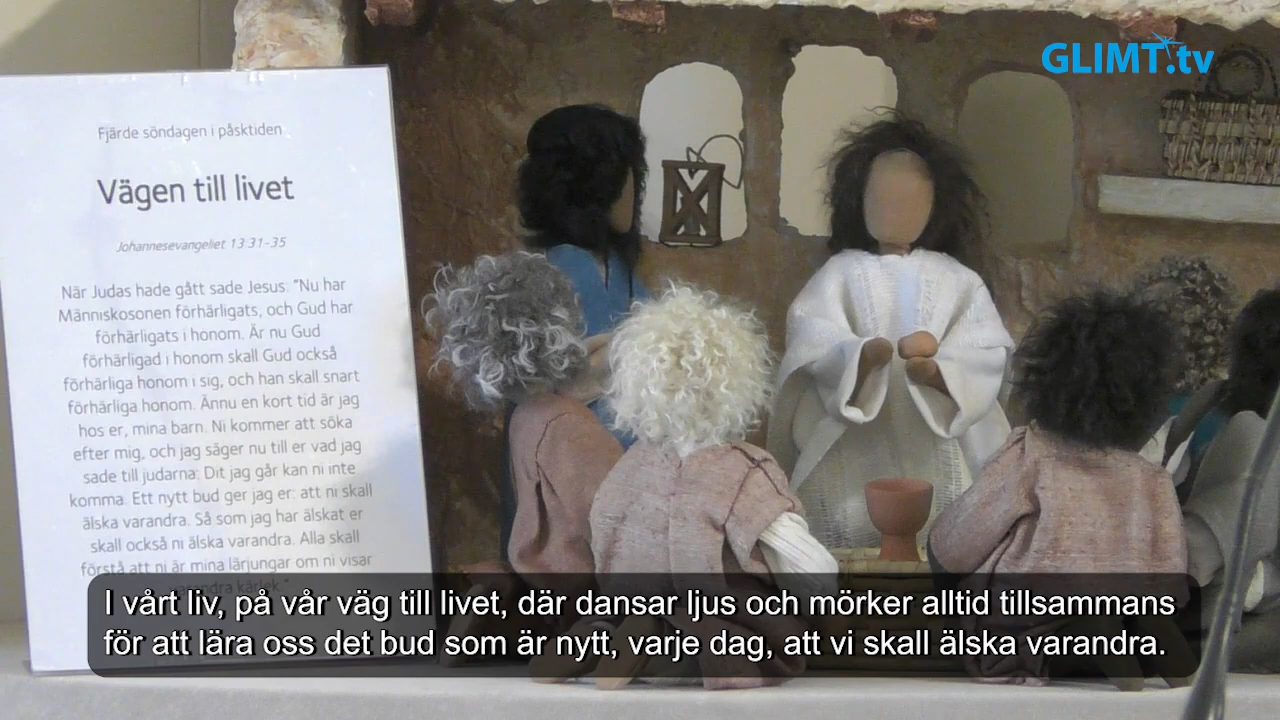 GLIMT.tv
Fjärde söndagen i påsktiden
Vägen till livet
Johannesevangeliet 13:31-35
När Judas hade gått sade Jesus: "Nu har
Människosonen förhärligats, och Gud har
förhärligats i honom. Är nu Gud
förhärligad i honom skall Gud också
förhärliga honom i sig, och han skall snart
förhärliga honom. Ännu en kort tid är jag
hos er, mina barn. Ni kommer att söka
efter mig, och jag säger nu till er vad jag
sade till judarna: Dit jag går kan ni inte
komma. Ett nytt bud ger jag er: att ni skall
älska varandra. Så som jag har älskat er
skall också ni älska varandra. Alla skall
förstå att ni är mina lärjungar om ni visar
varandra kärlek."
I vårt liv, på vår väg till livet, där dansar ljus och mörker alltid tillsammans
för att lära oss det bud som är nytt, varje dag, att vi skall älska varandra.